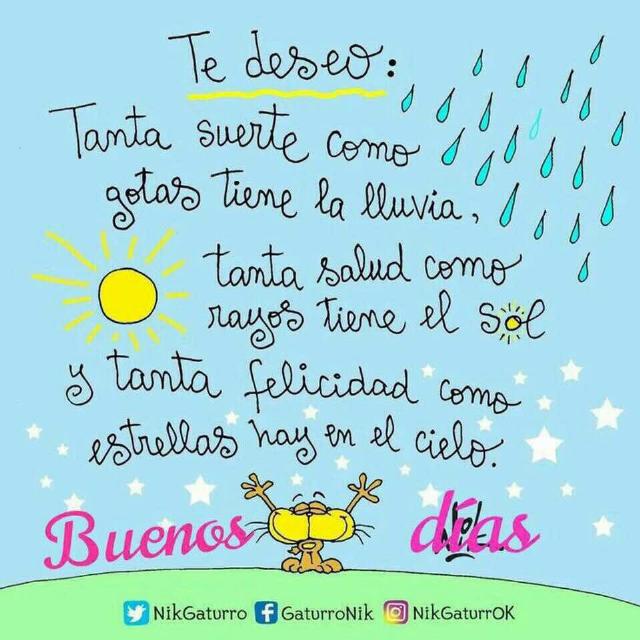 Te deseo:
Tanta suerte como
gotas tiene la lluvia,
tanta salud como
rayos tiene el sol
y tanta felicidad como
estrellas hay en el cielo.
Buenos días
NikGaturro GaturroNik NikGaturrOK